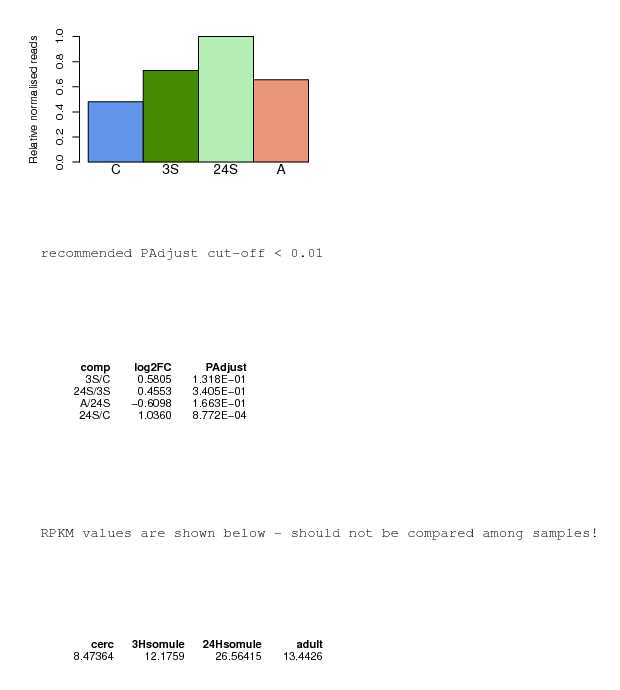 Relative normalised reads
1.0
0.8
0.6
0.4
0.2
0.0
C 3S 24S A
recommended PAdjust cut-off < 0.01
comp log2FC PAdjust
3S/C 0.5805 1.318E-01
24S/3S 0.4553 3.405E-01
A/24S -0.6098 1.663E-01
24S/C 1.0360 8.772E-04
RPKM values are shown below - should not be compared among samples!
cerc 3Hsomule 24Hsomule adult
8.47364 12.1759 26.56415 13.4426